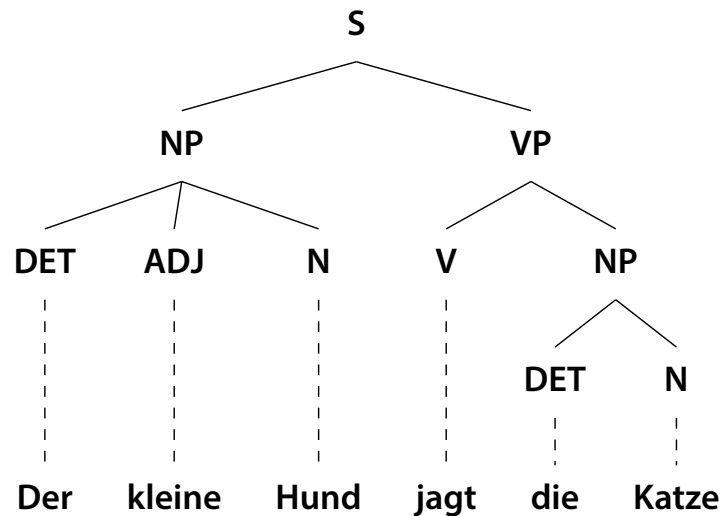 S
NP VP
DET ADJ N V NP
DET N
Der kleine Hund jagt die Katze